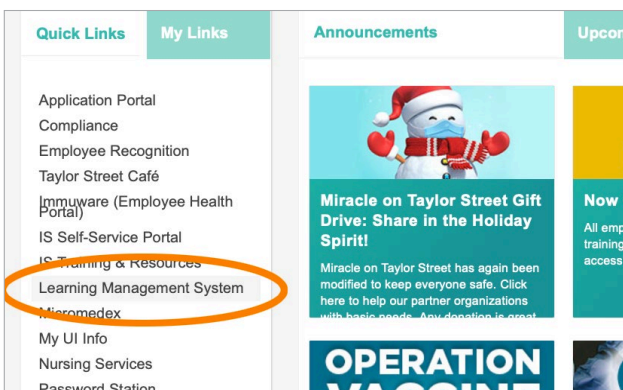 Quick Links
My Links
Application Portal
Compliance
Employee Recognition
Taylor Street Café
Immuware (Employee Health
Portal)
IS Self-Service Portal
IS Training & Resources
Learning Management System
Micromedex
My UI Info
Nursing Services
Password Station
Announcements
Miracle on Taylor Street Gift
Drive: Share in the Holiday
Spirit!
Miracle on Taylor Street has again been
modified to keep everyone safe. Click
here to help our partner organizations
with basic needs. Any donation is great
OPERATION
VACCINE
Now
All emp
training
access